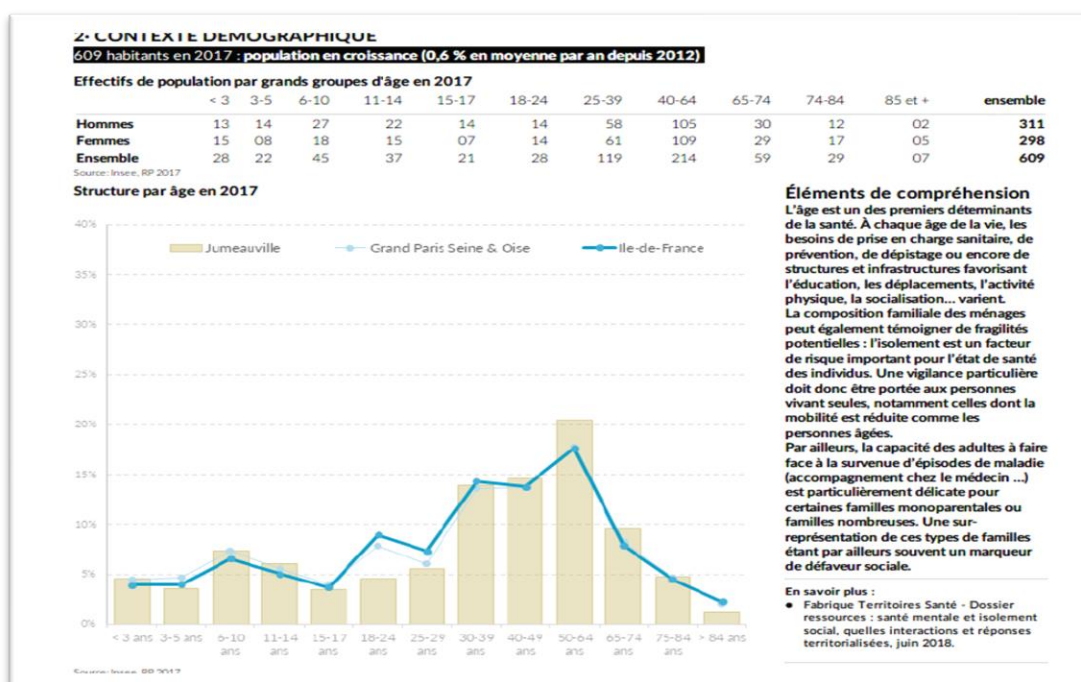 2· CONTEXTE DÉMOGRAPHIQUE
609 habitants en 2017 : population en croissance (0,6 % en moyenne par an depuis 2012)
Effectifs de population par grands groupes d'âge en 2017
< 3 3-5 6-10 11-14 15-17 18-24 25-39 40-64 65-74 74-84 85 et + ensemble
Hommes 13 14 27 22 14 14 58 105 30 12 02 311
Femmes 15 08 18 15 07 14 61 109 29 17 05 298
Ensemble 28 22 45 37 21 28 119 214 59 29 07 609
Source: Insee, RP 2017
Structure par âge en 2017
40%
Jumeauville Grand Paris Seine & Oise Ile-de-France
35%
30%
25%
20%
15%
10%
5%
0%
< 3 ans 3-5 ans 6-10 ans 11-14 ans 15-17 ans 18-24 ans 25-29 ans 30-39 ans 40-49 ans 50-64 ans 65-74 ans 75-84 ans > 84 ans
Source: Insee, RP 2017
Éléments de compréhension
L'âge est un des premiers déterminants
de la santé. À chaque âge de la vie, les
besoins de prise en charge sanitaire, de
prévention, de dépistage ou encore de
structures et infrastructures favorisant
l'éducation, les déplacements, l'activité
physique, la socialisation... varient.
La composition familiale des ménages
peut également témoigner de fragilités
potentielles : l'isolement est un facteur
de risque important pour l'état de santé
des individus. Une vigilance particulière
doit donc être portée aux personnes
vivant seules, notamment celles dont la
mobilité est réduite comme les
personnes âgées.
Par ailleurs, la capacité des adultes à faire
face à la survenue d'épisodes de maladie
(accompagnement chez le médecin ...)
est particulièrement délicate pour
certaines familles monoparentales ou
familles nombreuses. Une sur-
représentation de ces types de familles
étant par ailleurs souvent un marqueur
de défaveur sociale.
En savoir plus :
● Fabrique Territoires Santé - Dossier
ressources : santé mentale et isolement
social, quelles interactions et réponses
territorialisées, juin 2018.